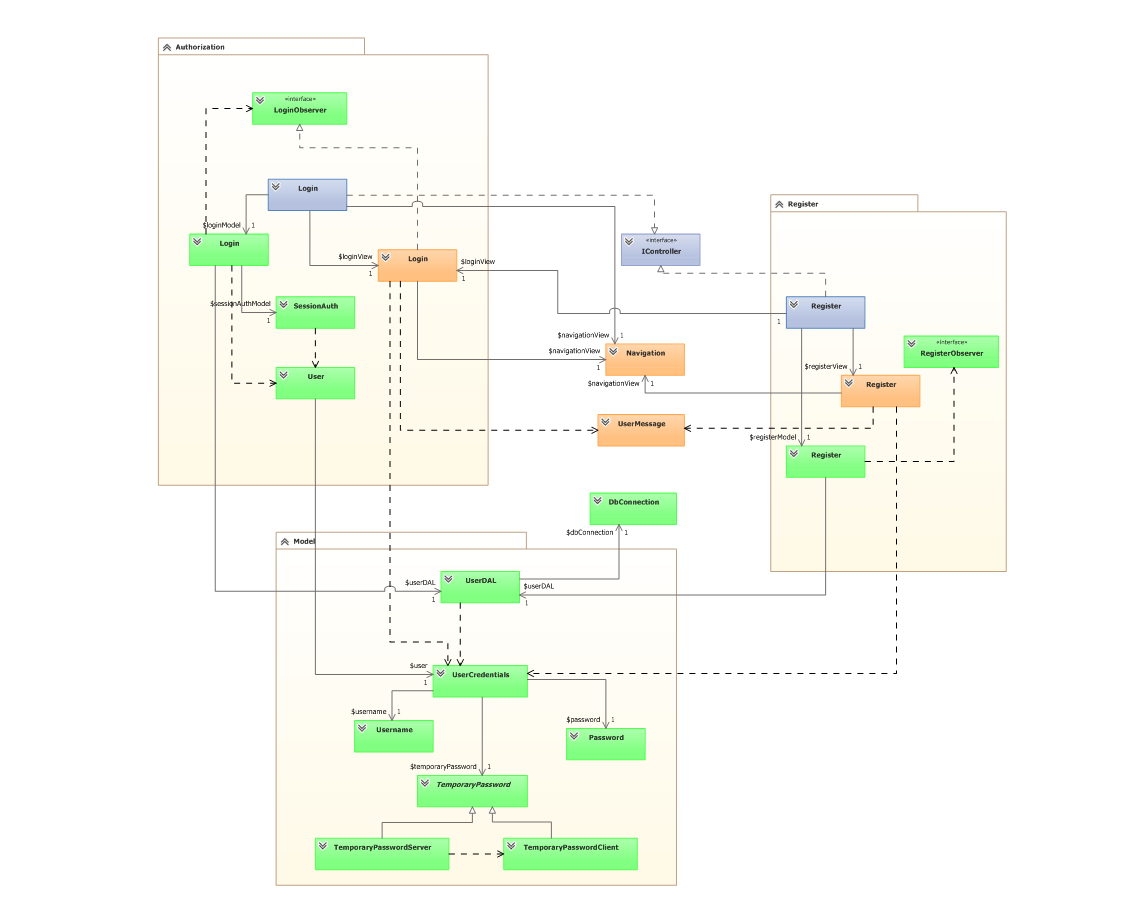 Authorization
«interface»
LoginObserver
Login
Register
$loginModel
1
Login
«interface»
IController
$loginView
1
Login
$loginView
1
$sessionAuthModel
1
SessionAuth
Register
1
$navigationView
1
«interface»
RegisterObserver
$navigationView
1
Navigation
User
$navigationView
1
$registerView
1
Register
UserMessage
$registerModel
1
Register
DbConnection
$dbConnection
1
Model
$userDAL
1
UserDAL
$userDAL
1
$user
1
UserCredentials
$username
1
Username
$password
1
Password
$temporaryPassword
1
TemporaryPassword
TemporaryPasswordServer
TemporaryPasswordClient